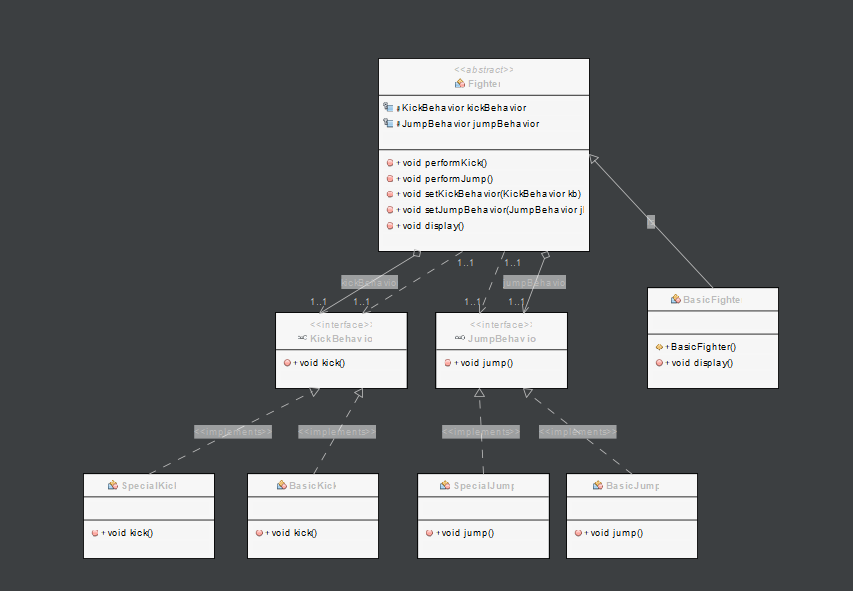 <<abstract>>
Fighter
#KickBehavior kickBehavior
#JumpBehavior jumpBehavior
+void performKick()
+void performJump()
+void setKickBehavior(KickBehavior kb)
+void setJumpBehavior(JumpBehavior j
+void display()
1..1
1..1
kickBehavio
jumpBehavio
1..1
1..1
1..1
1..1
<<interface>>
KickBehavio
+void kick()
<<interface>>
JumpBehavio
+void jump()
BasicFighte
+BasicFighter()
+void display()
<<implements>>
<<implements>>
<<implements>>
<<implements>>
SpecialKick
+void kick()
BasicKick
+void kick()
SpecialJump
+void jump()
BasicJump
+void jump()